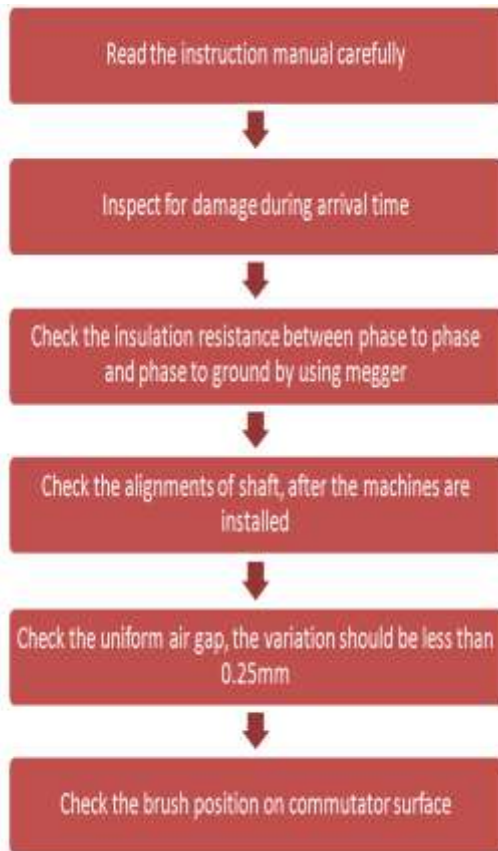 Read the instruction manual carefully
Inspect for damage during arrival time
Check the insulation resistance between phase to phase
and phase to ground by using megger
Check the alignments of shaft, after the machines are
installed
Check the uniform air gap, the variation should be less than
0.25mm
Check the brush position on commutator surface